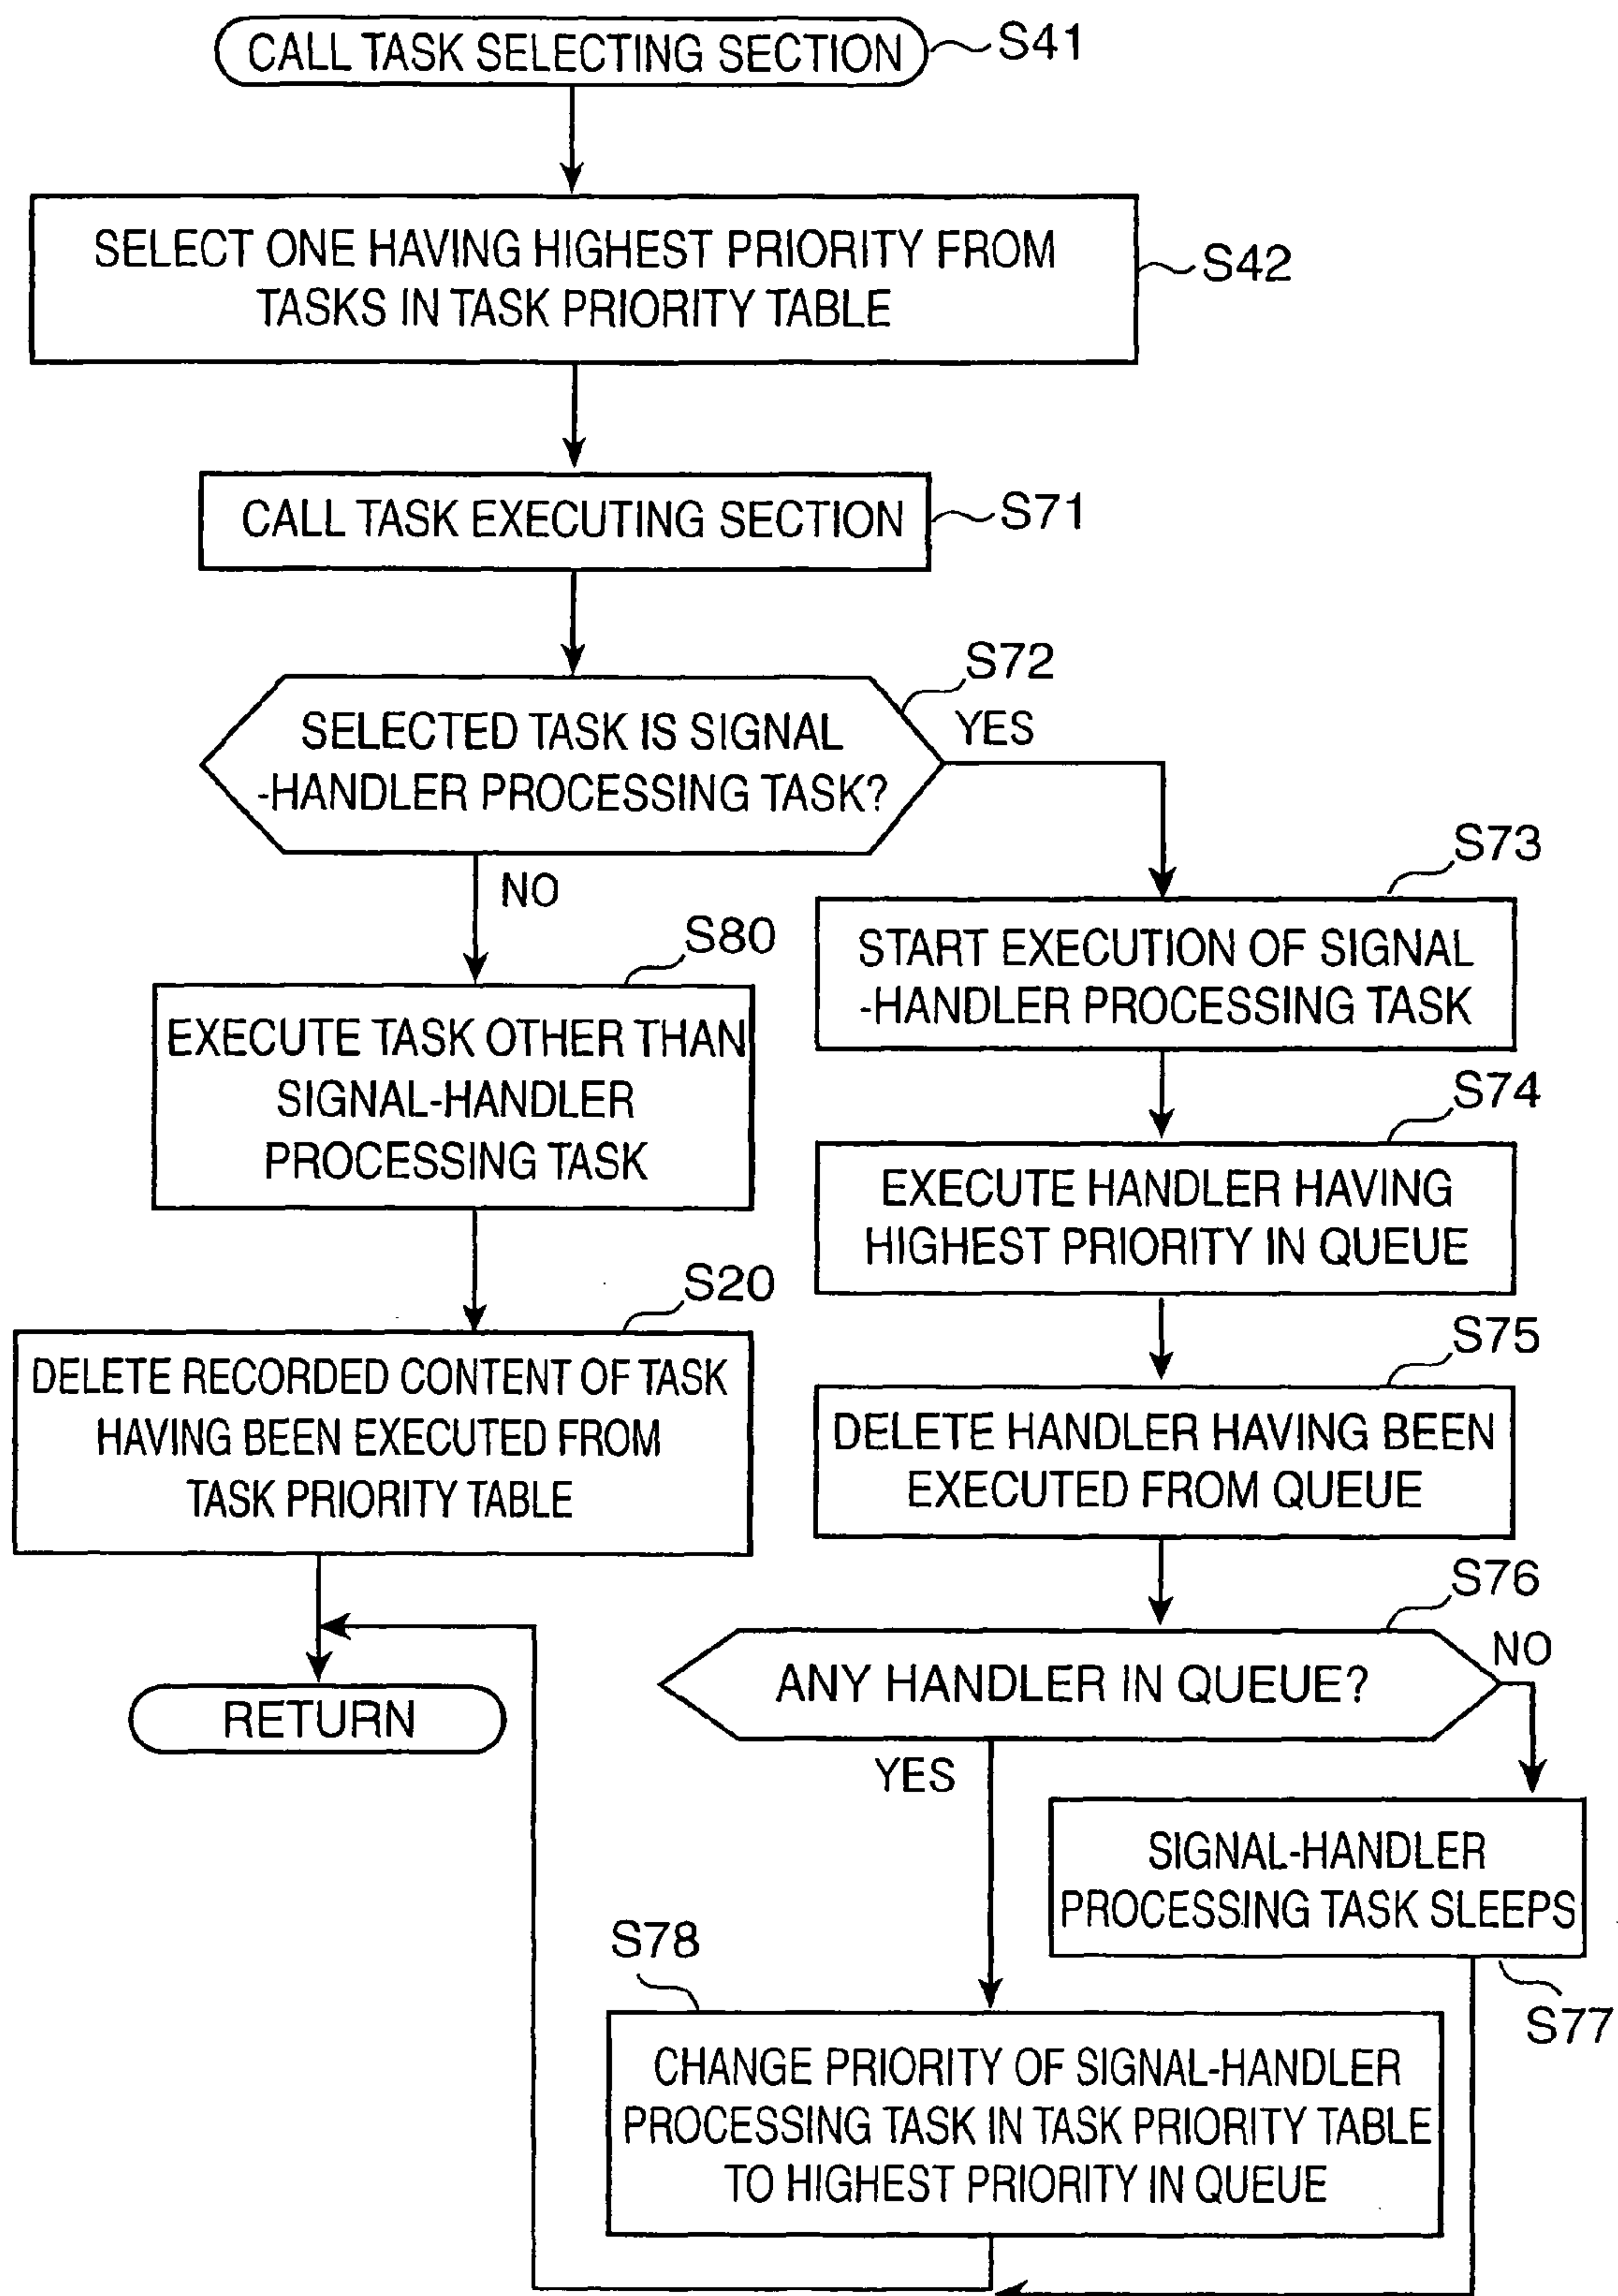 CALL TASK SELECTING SECTION
S41
SELECT ONE HAVING HIGHEST PRIORITY FROM
TASKS IN TASK PRIORITY TABLE
S42
CALL TASK EXECUTING SECTION
S71
S72
SELECTED TASK IS SIGNAL
-HANDLER PROCESSING TASK?
YES
NO
S80
EXECUTE TASK OTHER THAN
SIGNAL-HANDLER
PROCESSING TASK
S20
DELETE RECORDED CONTENT OF TASK
HAVING BEEN EXECUTED FROM
TASK PRIORITY TABLE
RETURN
S73
START EXECUTION OF SIGNAL
-HANDLER PROCESSING TASK
S74
EXECUTE HANDLER HAVING
HIGHEST PRIORITY IN QUEUE
S75
DELETE HANDLER HAVING BEEN
EXECUTED FROM QUEUE
S76
ANY HANDLER IN QUEUE?
NO
YES
SIGNAL-HANDLER
PROCESSING TASK SLEEPS
S77
S78
CHANGE PRIORITY OF SIGNAL-HANDLER
PROCESSING TASK IN TASK PRIORITY TABLE
TO HIGHEST PRIORITY IN QUEUE